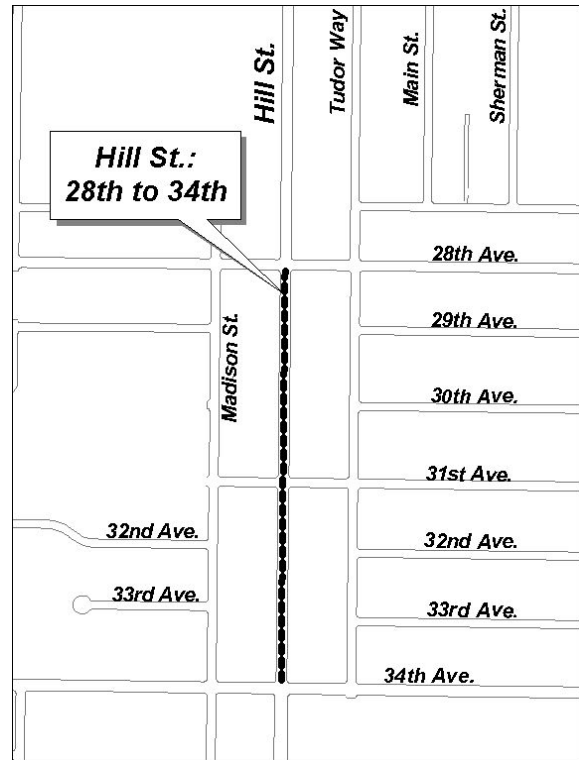 Hill St.
Tudor Way
Main St.
Sherman St.
Hill St.:
28th to 34th
28th Ave.
29th Ave.
Madison St.
30th Ave.
31st Ave.
32nd Ave.
32nd Ave.
33rd Ave.
33rd Ave.
34th Ave.